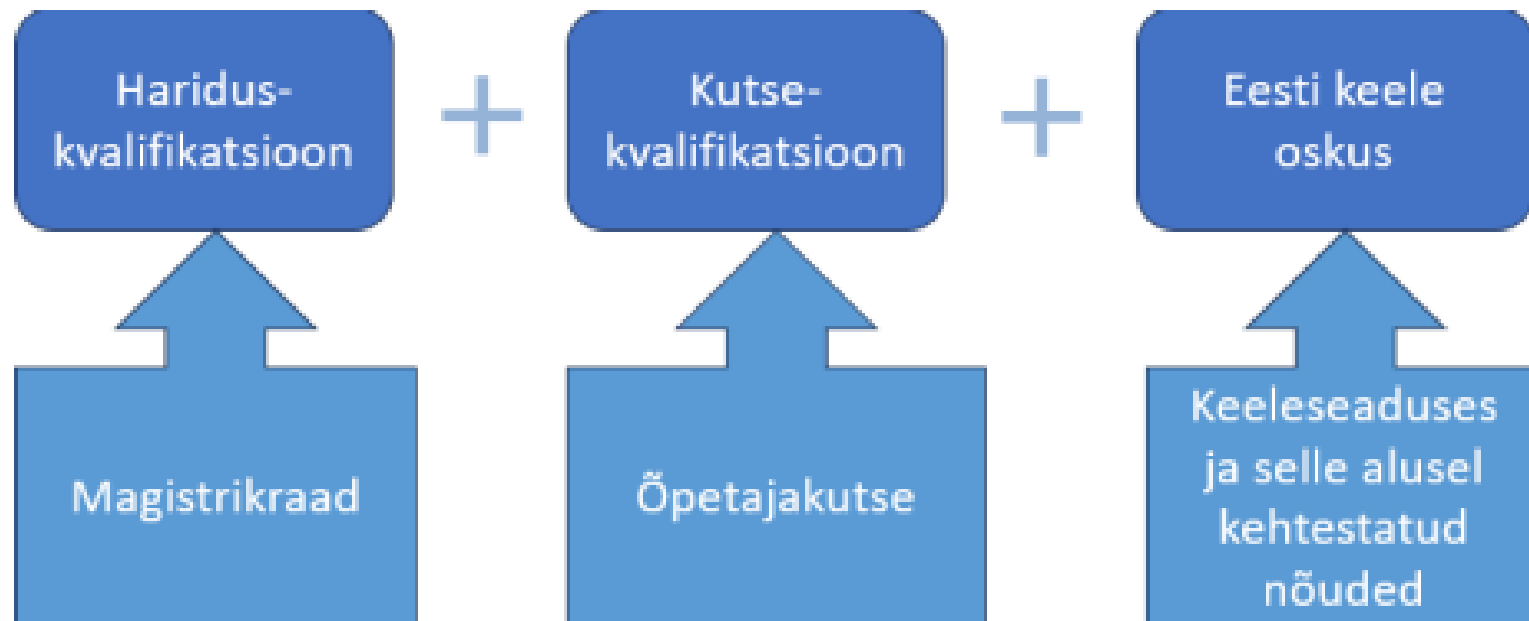 Haridus-
kvalifikatsioon
+
Kutse-
kvalifikatsioon
+
Eesti keele
oskus
Magistrikraad
Õpetajakutse
Keeleseaduses
ja selle alusel
kehtestatud
nõuded